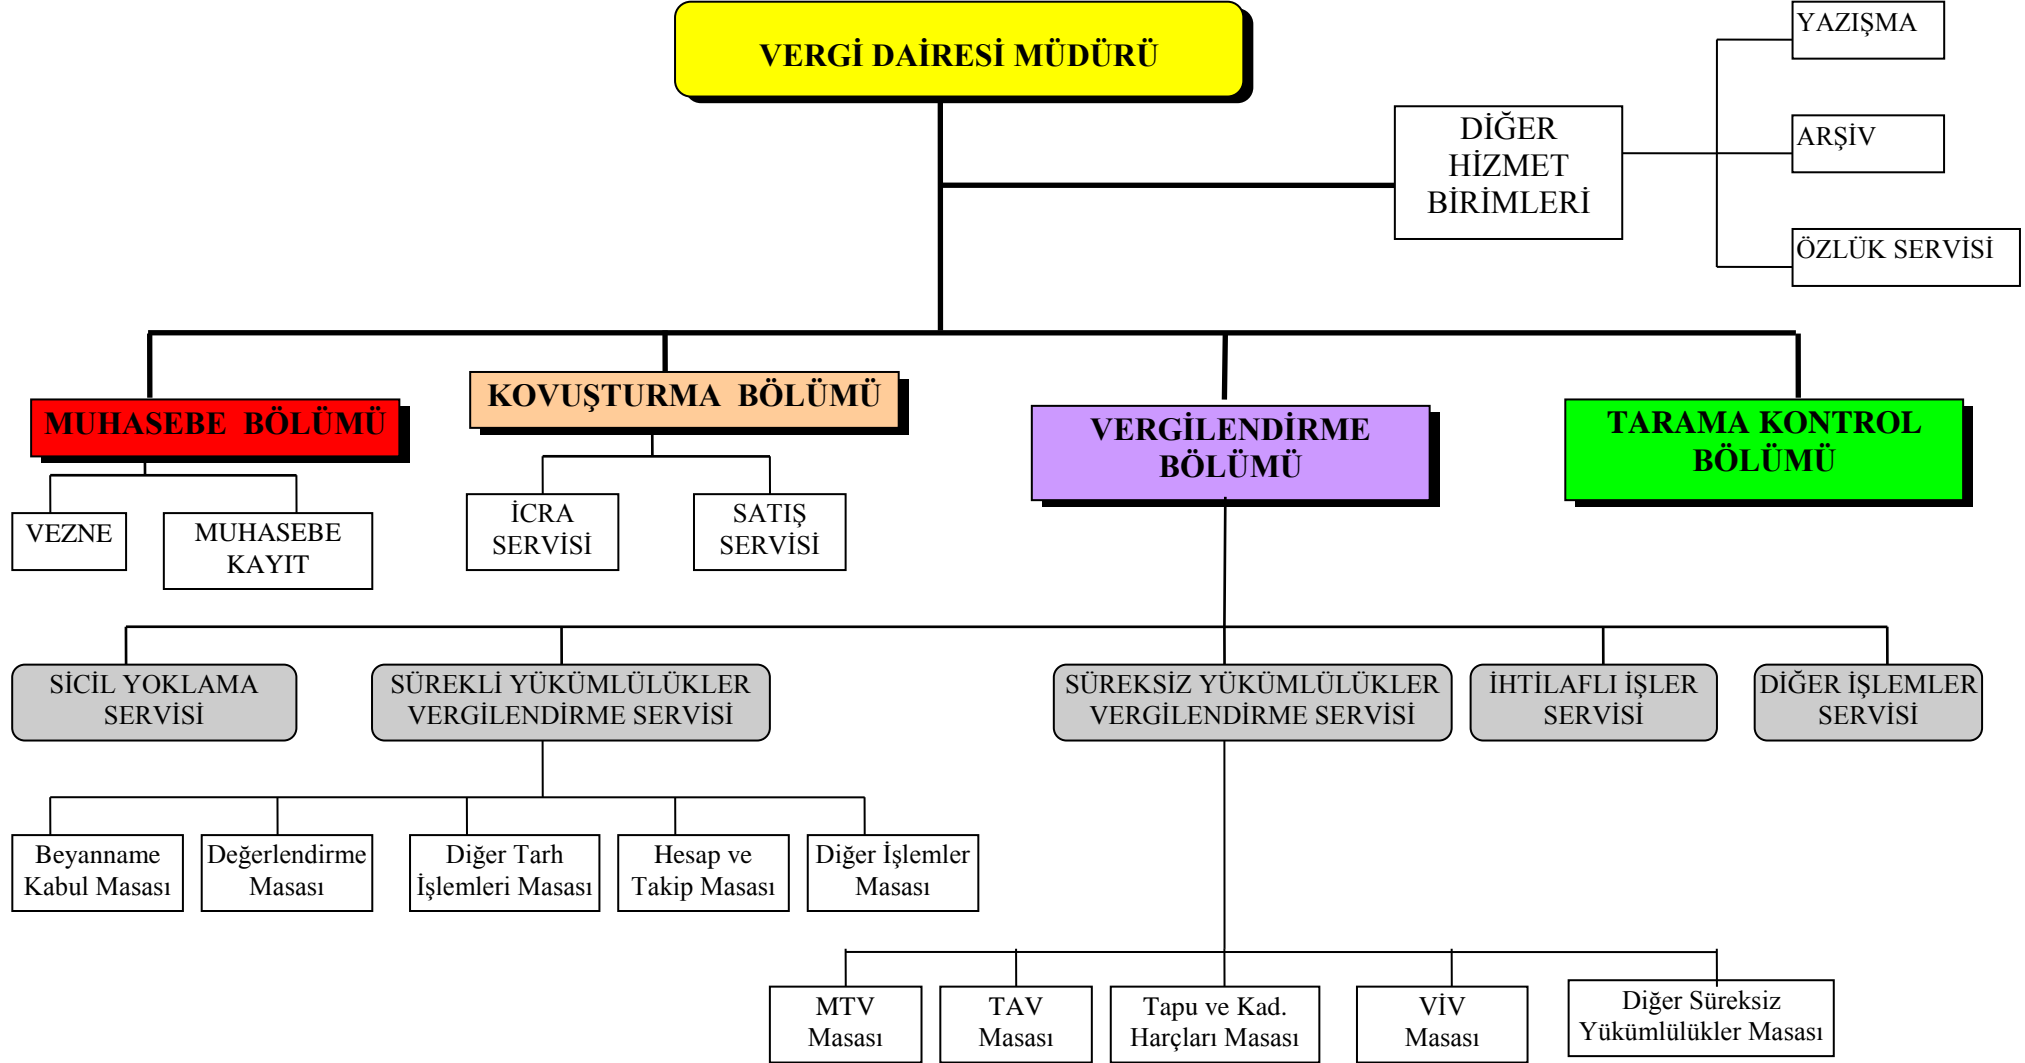 VERGİ DAİRESİ MÜDÜRÜ
YAZIŞMA
DİĞER
HİZMET
BİRİMLERİ
ARŞİV
ÖZLÜK SERVİSİ
MUHASEBE BÖLÜMÜ
KOVUŞTURMA BÖLÜMÜ
VERGİLENDİRME
BÖLÜMÜ
TARAMA KONTROL
BÖLÜMÜ
VEZNE
MUHASEBE
KAYIT
İCRA
SERVİSİ
SATIŞ
SERVİSİ
SİCİL YOKLAMA
SERVİSİ
SÜREKLİ YÜKÜMLÜLÜKLER
VERGİLENDİRME SERVİSİ
SÜREKSİZ YÜKÜMLÜLÜKLER
VERGİLENDİRME SERVİSİ
İHTİLAFLI İŞLER
SERVİSİ
DİĞER İŞLEMLER
SERVİSİ
Beyanname
Kabul Masası
Değerlendirme
Masası
Diğer Tarh
İşlemleri Masası
Hesap ve
Takip Masası
Diğer İşlemler
Masası
MTV
Masası
TAV
Masası
Tapu ve Kad.
Harçları Masası
VİV
Masası
Diğer Süreksiz
Yükümlülükler Masası